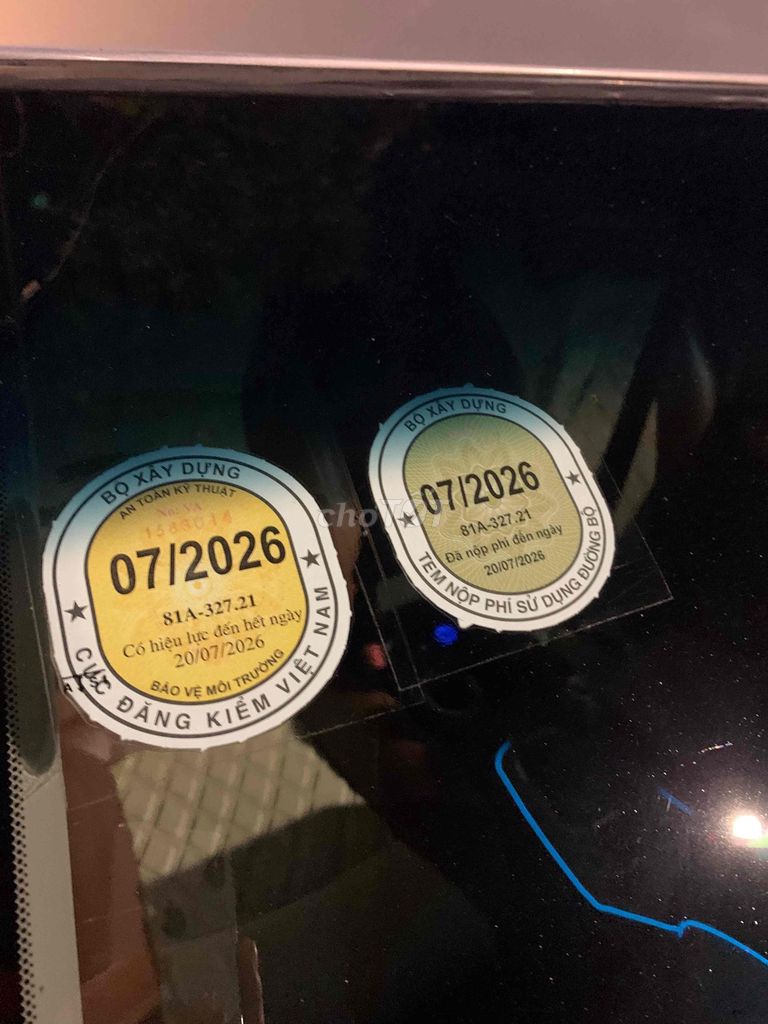 BỘ XÂY DỰNG
AN TOÀN KỸ THUẬT
No: VA
07/2026
81A-327.21
Có hiệu lực đến hết ngày
20/07/2026
BẢO VỆ MÔI TRƯỜNG
CỤC ĐĂNG KIỂM VIỆT NAM
BỘ XÂY DỰNG
07/2026
81A-327.21
Đã nộp phí đến ngày
20/07/2026
TEM NỘP PHÍ SỬ DỤNG ĐƯỜNG BỘ